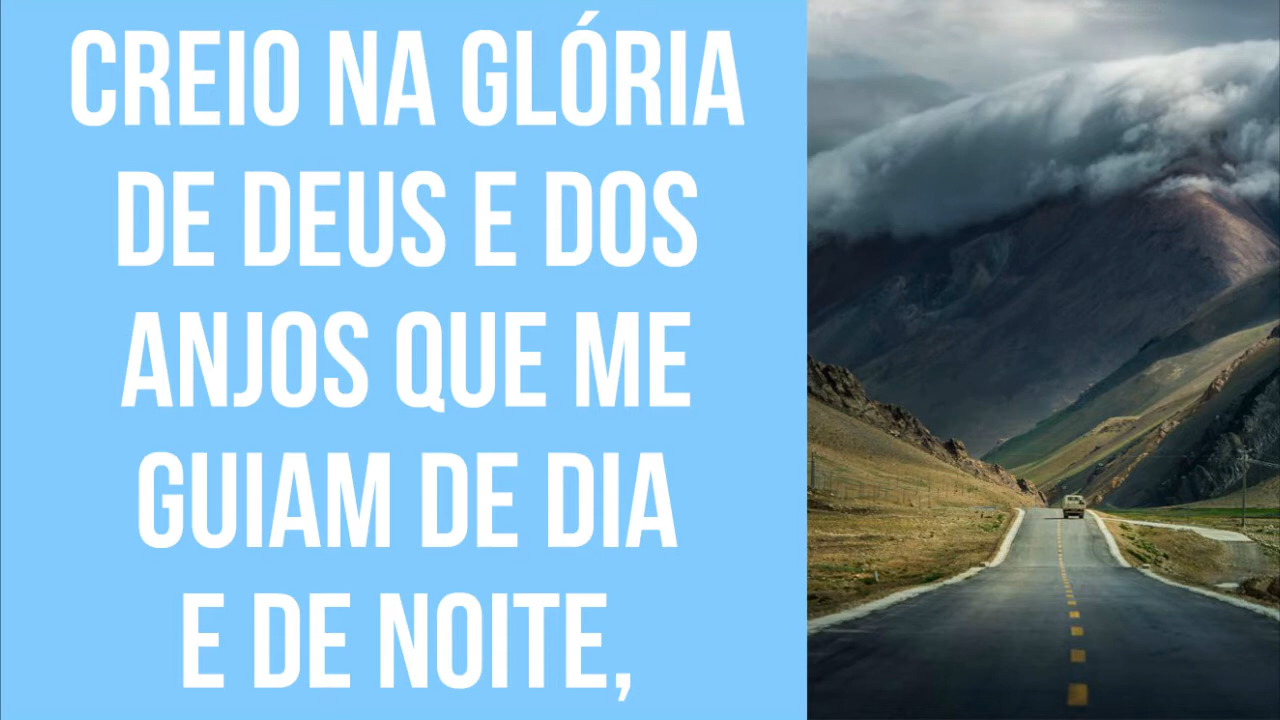 CREIO NA GLÓRIA
DE DEUS E DOS
ANJOS QUE ME
GUIAM DE DIA
E DE NOITE,